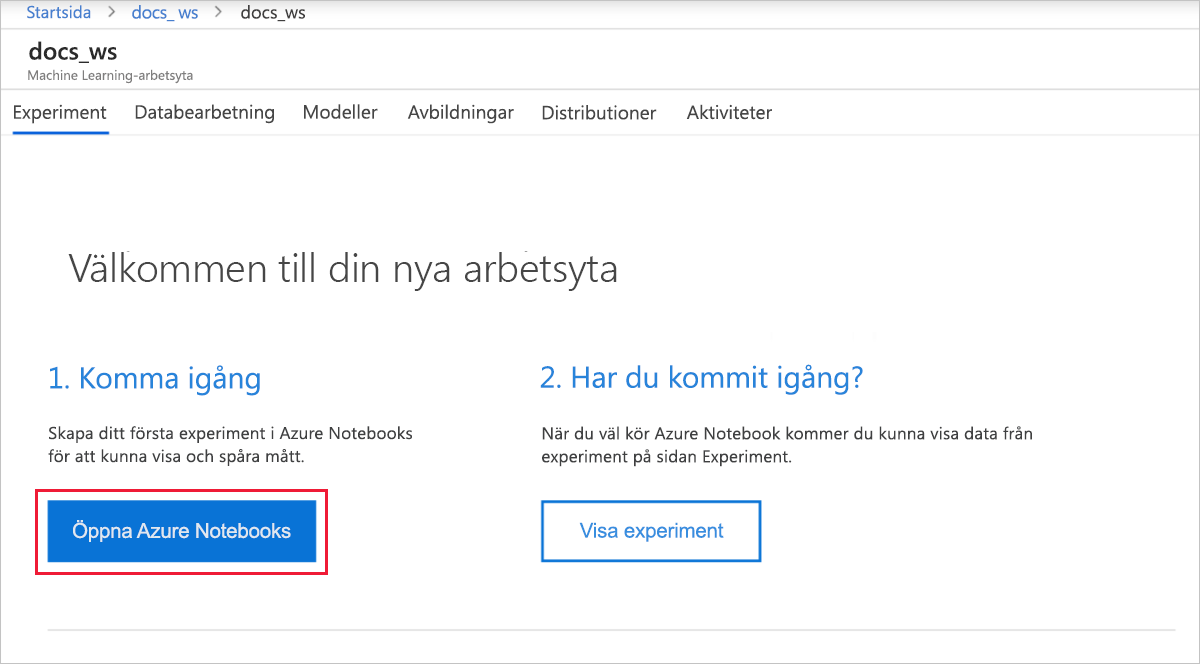 Startsida > docs_ ws > docs_ws
docs_ws
Machine Learning-arbetsyta
Experiment Databearbetning Modeller Avbildningar Distributioner Aktiviteter
Välkommen till din nya arbetsyta
1. Komma igång
Skapa ditt första experiment i Azure Notebooks
för att kunna visa och spåra mått.
Öppna Azure Notebooks
2. Har du kommit igång?
När du väl kör Azure Notebook kommer du kunna visa data från
experiment på sidan Experiment.
Visa experiment